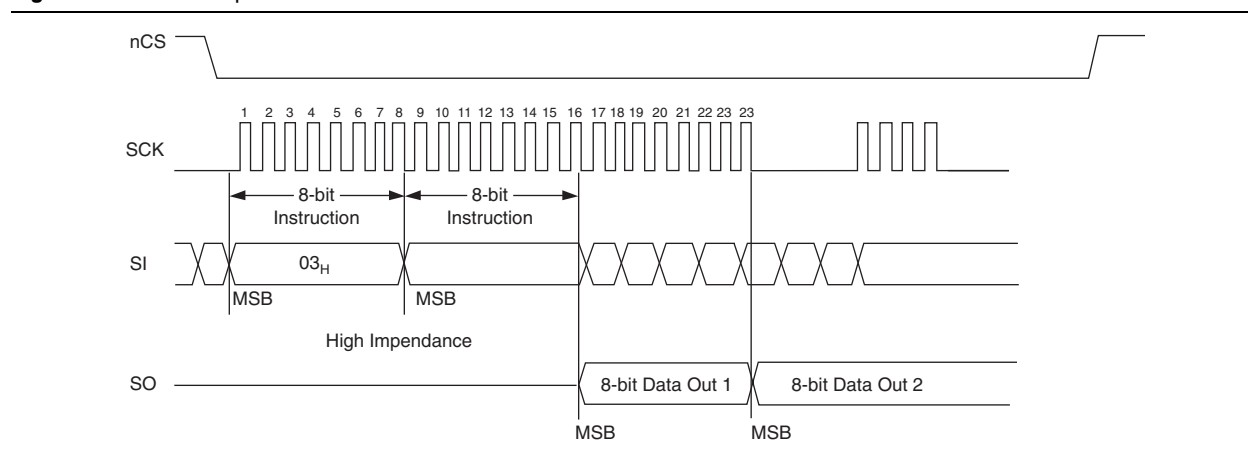 nCS
1 2 3 4 5 6 7 8 9 10 11 12 13 14 15 16 17 18 19 20 21 22 23 23
SCK
8-bit Instruction
8-bit Instruction
SI
03H
MSB
MSB
High Impendance
SO
8-bit Data Out 1
8-bit Data Out 2
MSB
MSB